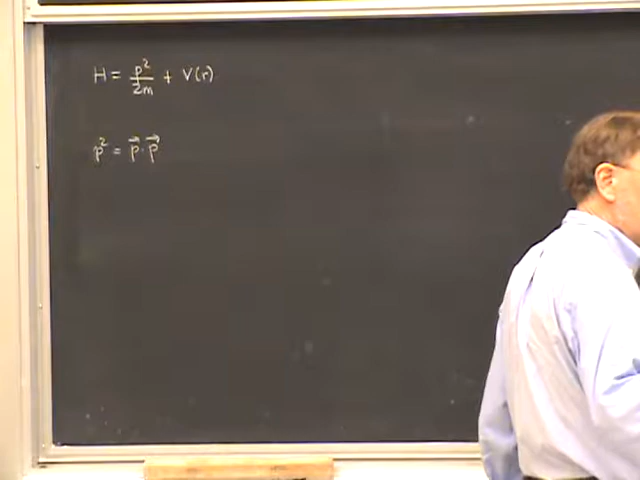 H = p²/2m + V(r)
p² = p⃗ · p⃗